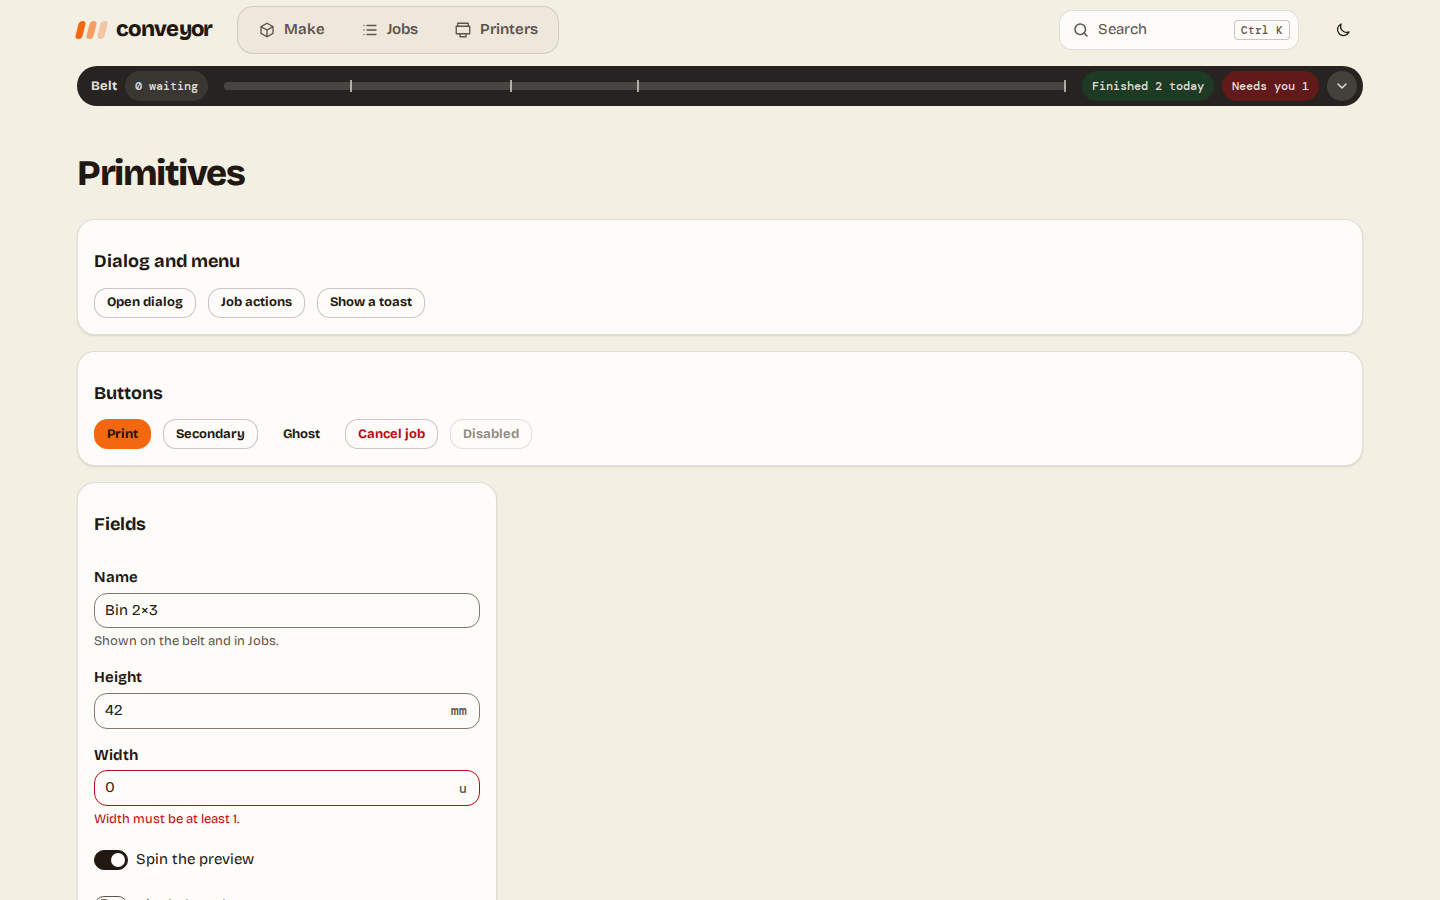 conveyor
Make
Jobs
Printers
Search
Ctrl K
Belt
0 waiting
Finished 2 today
Needs you 1
Primitives
Dialog and menu
Open dialog
Job actions
Show a toast
Buttons
Print
Secondary
Ghost
Cancel job
Disabled
Fields
Name
Bin 2×3
Shown on the belt and in Jobs.
Height
42
mm
Width
0
u
Width must be at least 1.
Spin the preview